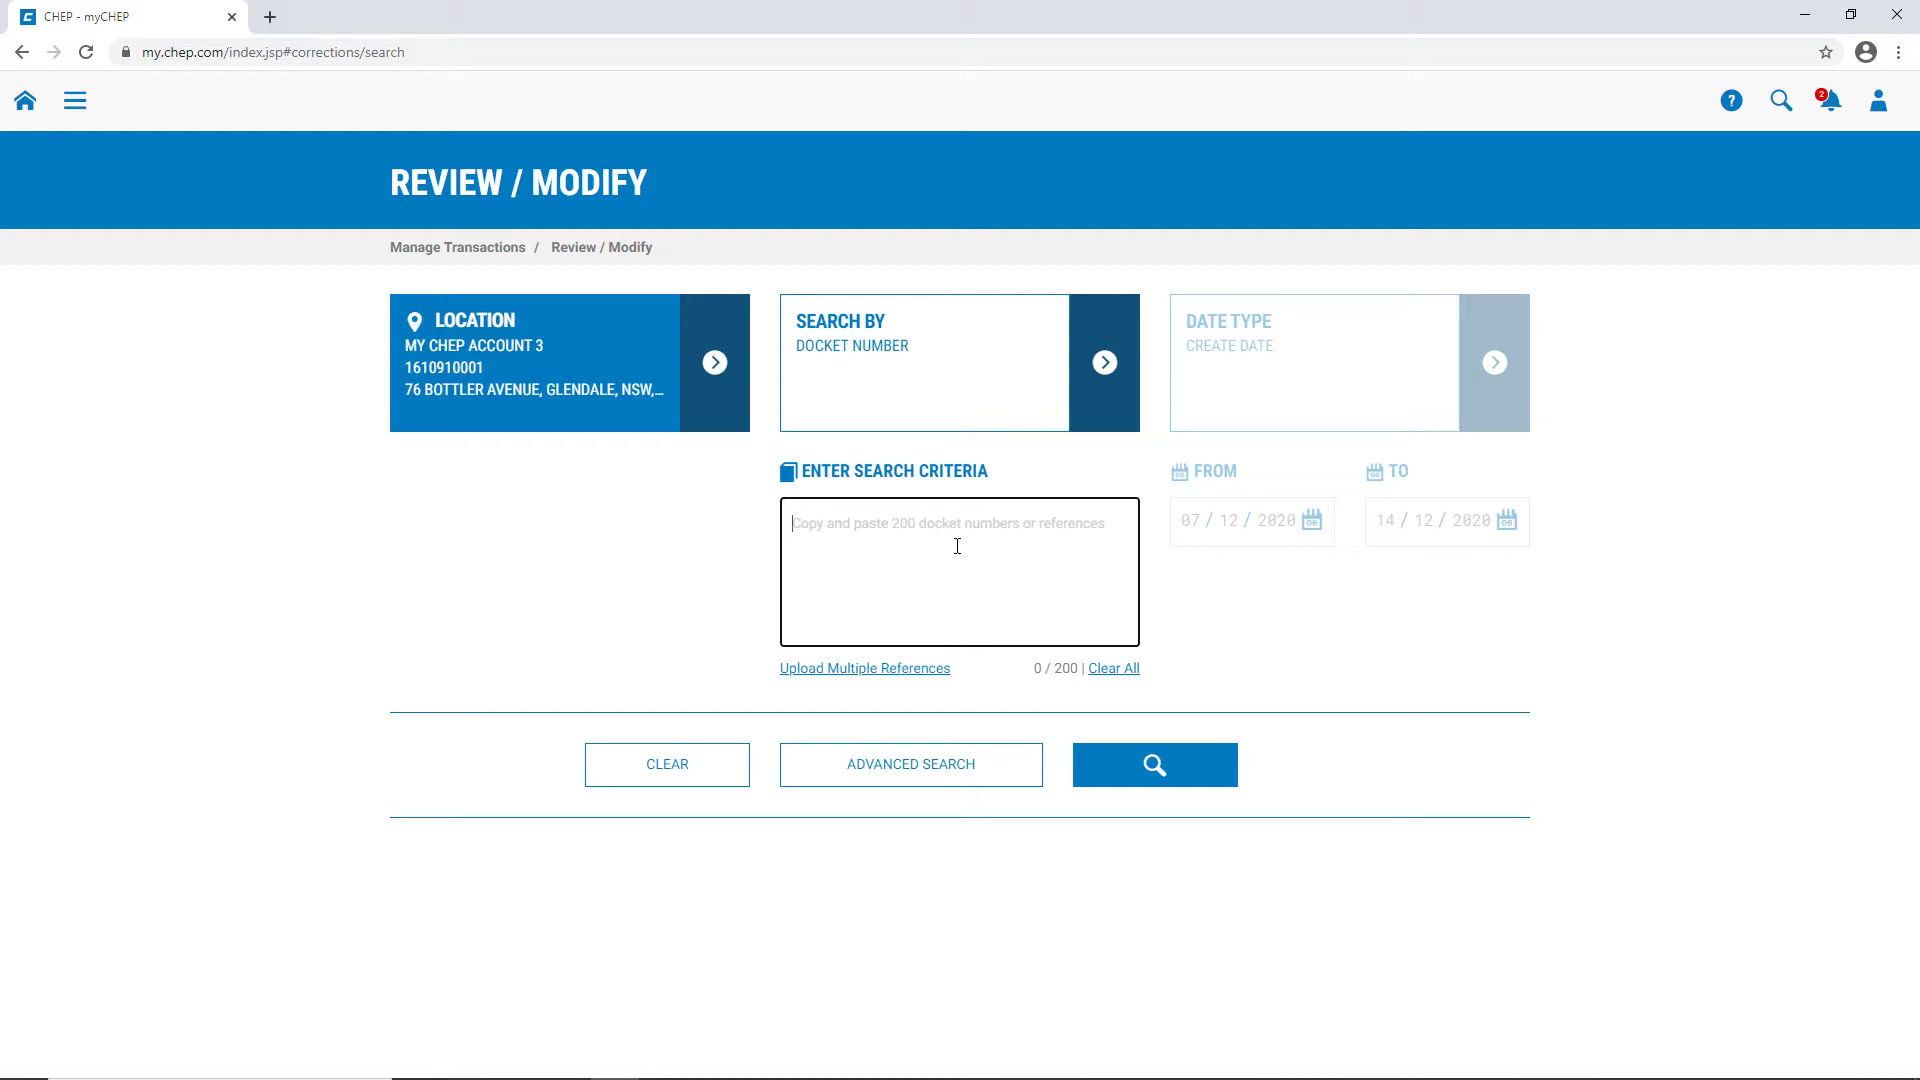 CHEP - myCHEP
my.chep.com/index.jsp#corrections/search
?
2
REVIEW / MODIFY
Manage Transactions / Review / Modify
LOCATION
MY CHEP ACCOUNT 3
1610910001
76 BOTTLER AVENUE, GLENDALE, NSW,...
SEARCH BY
DOCKET NUMBER
DATE TYPE
CREATE DATE
ENTER SEARCH CRITERIA
Copy and paste 200 docket numbers or references
Upload Multiple References
0 / 200 | Clear All
FROM
07 / 12 / 2020
06
TO
14 / 12 / 2020
06
CLEAR
ADVANCED SEARCH